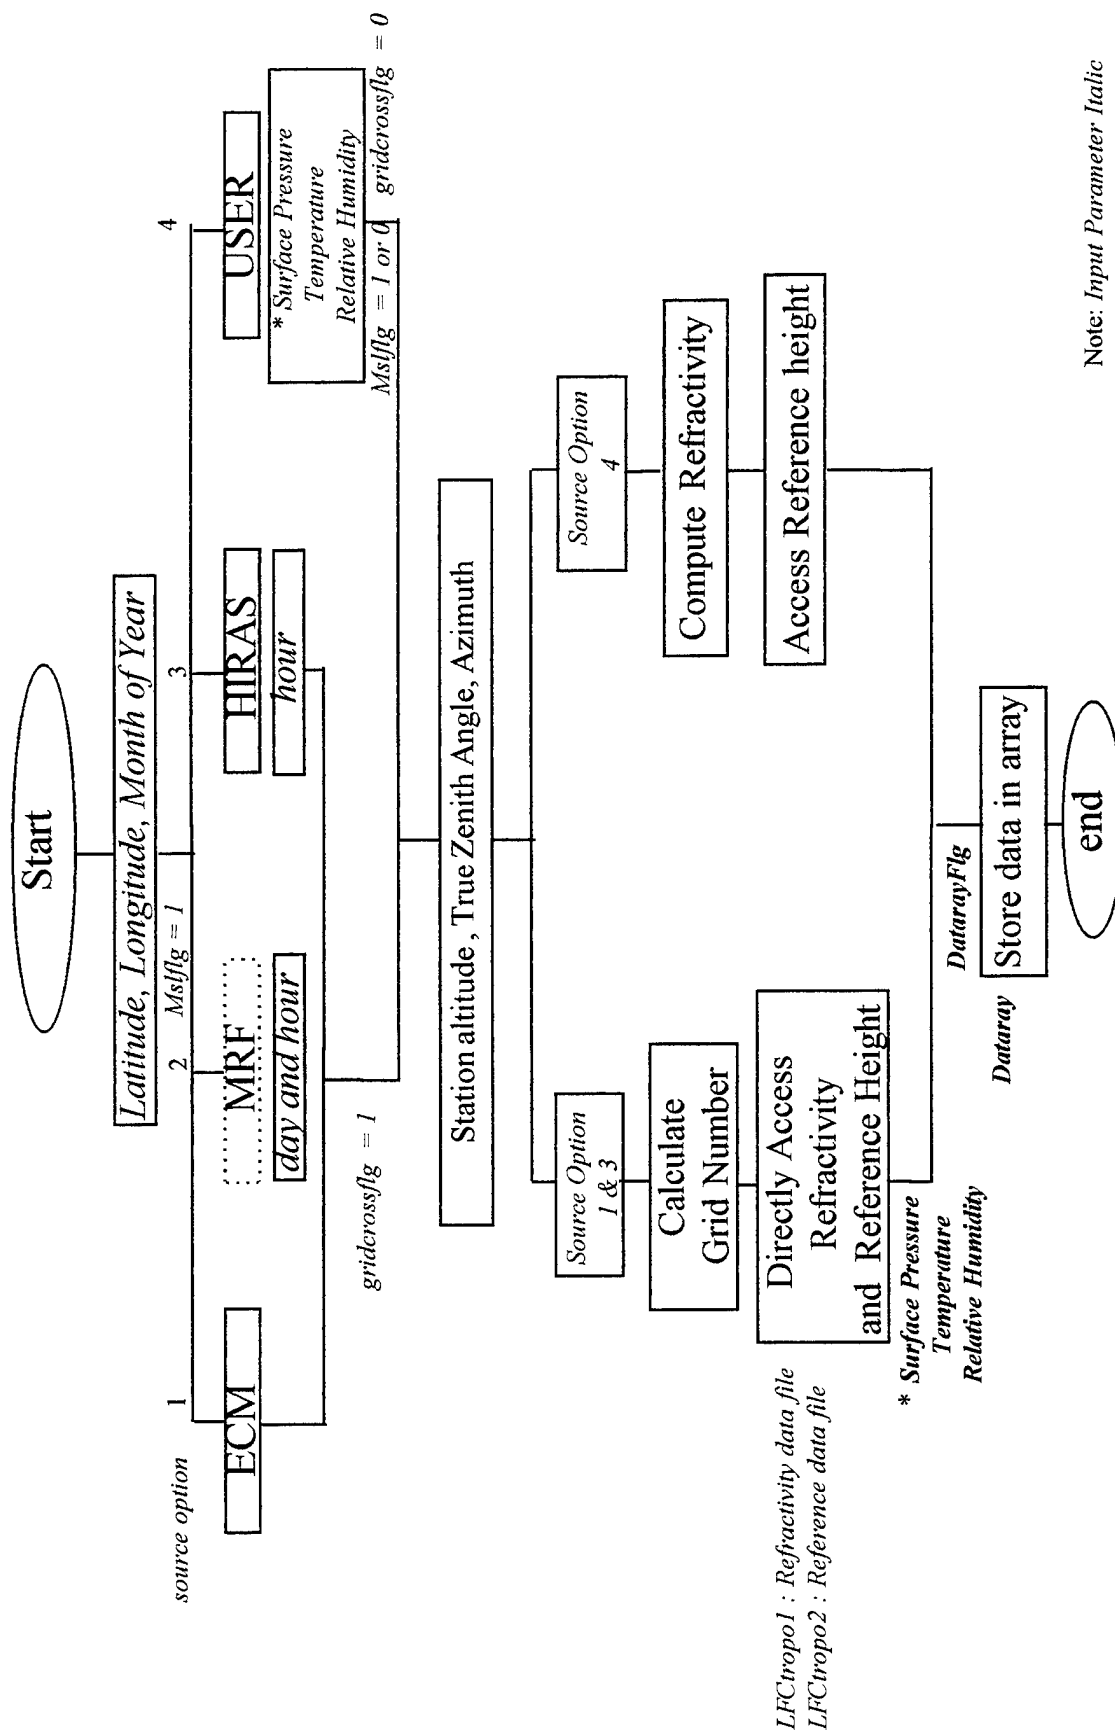 Start
Latitude, Longitude, Month of Year
Mslflg = 1
source option
1
2
3
4
ECM
MRF
HIRAS
USER
day and hour
hour
* Surface Pressure
Temperature
Relative Humidity
gridcrossflg = 1
Mslflg = 1 or 0 gridcrossflg = 0
Station altitude , True Zenith Angle, Azimuth
Source Option
1 & 3
Source Option
4
Calculate
Grid Number
Compute Refractivity
LFCtropo1 : Refractivity data file
LFCtropo2 : Reference data file
Directly Access
Refractivity
and Reference Height
Access Reference height
* Surface Pressure
Temperature
Relative Humidity
DatarayFlg
Dataray
Store data in array
end
Note: Input Parameter Italic